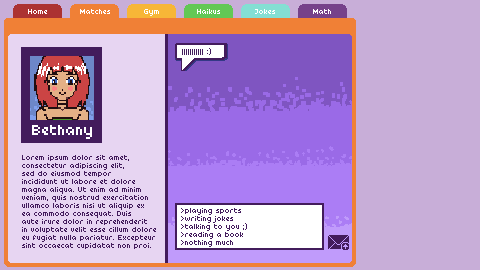 Home Matches Gym Haikus Jokes Math
:)
Bethany
Lorem ipsum dolor sit amet,
consectetur adipiscing elit,
sed do eiusmod tempor
incididunt ut labore et dolore
magna aliqua. Ut enim ad minim
veniam, quis nostrud exercitation
ullamco laboris nisi ut aliquip ex
ea commodo consequat. Duis
aute irure dolor in reprehenderit
in voluptate velit esse cillum dolore
eu fugiat nulla pariatur. Excepteur
sint occaecat cupidatat non proi.
>playing sports
>writing jokes
>talking to you ;)
>reading a book
>nothing much